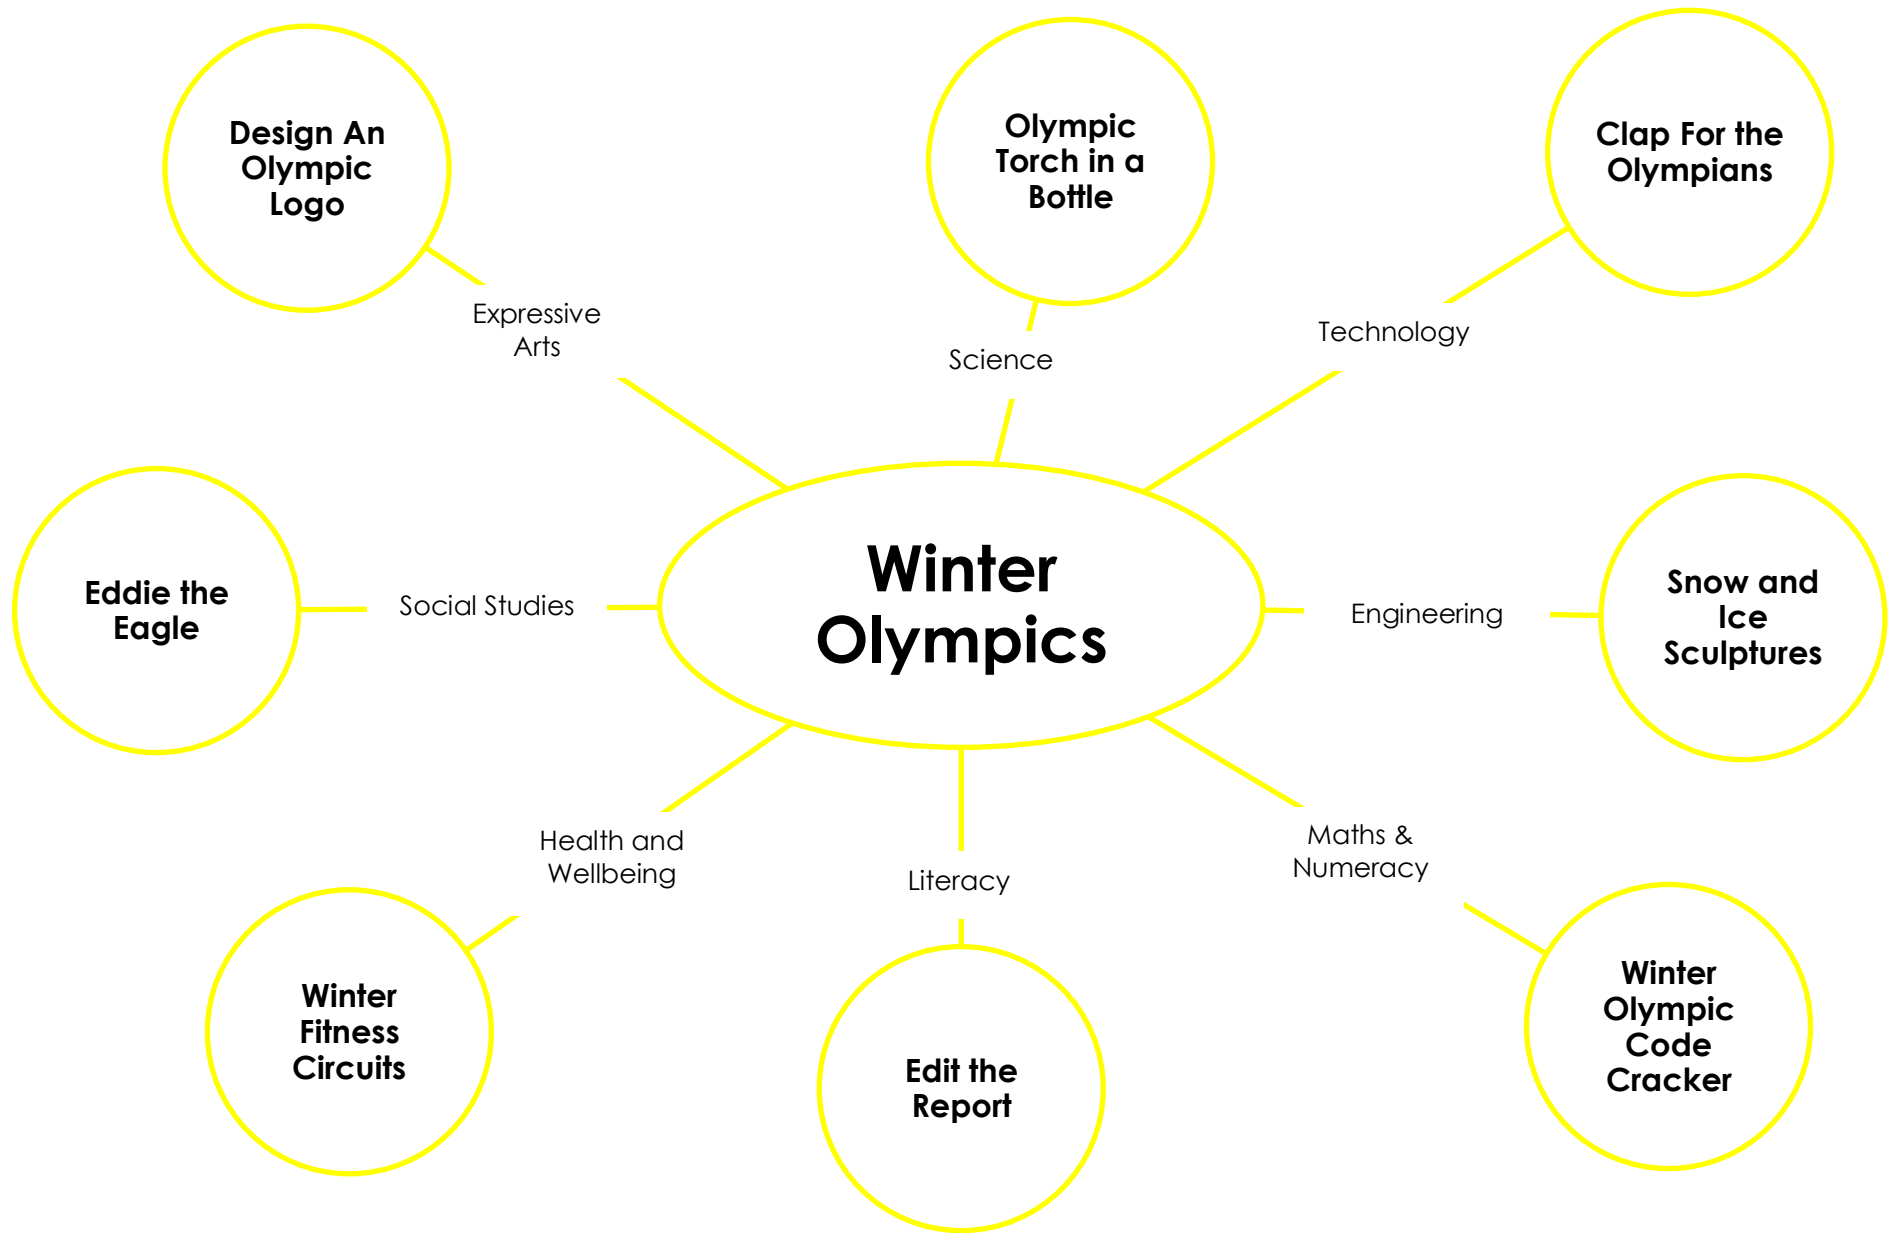 Design An
Olympic
Logo
Olympic
Torch in a
Bottle
Clap For the
Olympians
Expressive
Arts
Science
Technology
Eddie the
Eagle
Social Studies
Winter
Olympics
Engineering
Snow and
Ice
Sculptures
Health and
Wellbeing
Literacy
Maths &
Numeracy
Winter
Fitness
Circuits
Edit the
Report
Winter
Olympic
Code
Cracker